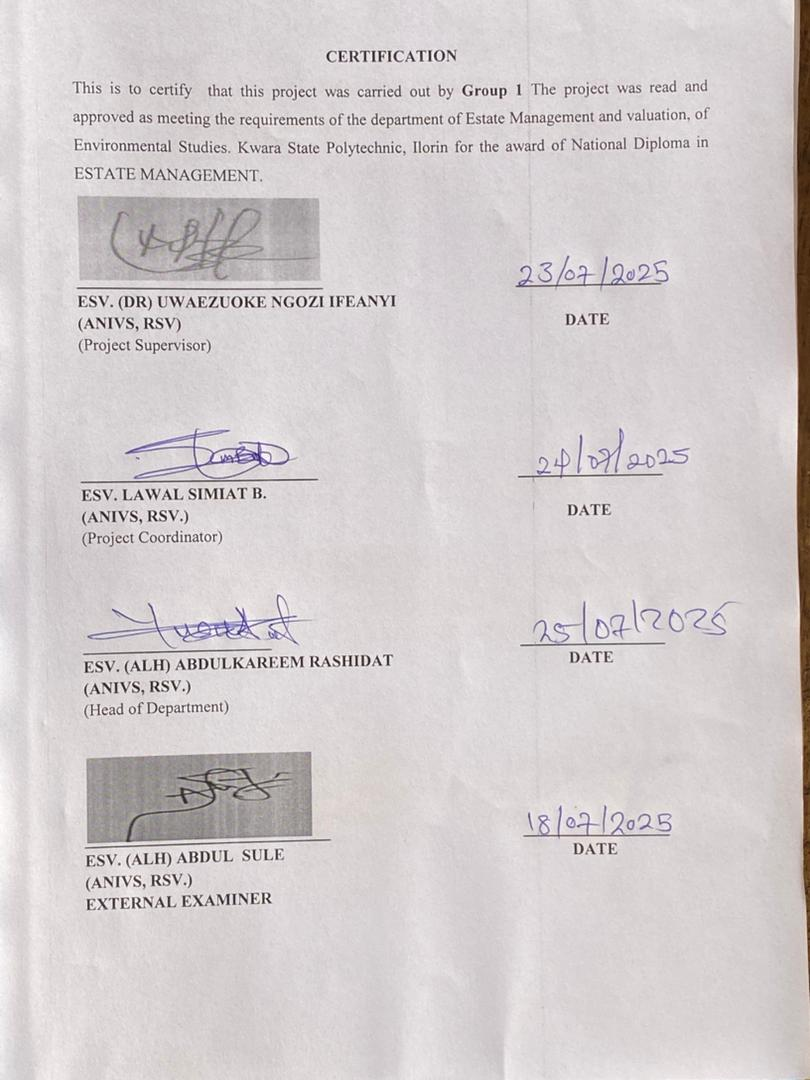 CERTIFICATION
This is to certify that this project was carried out by Group 1 The project was read and
approved as meeting the requirements of the department of Estate Management and valuation, of
Environmental Studies. Kwara State Polytechnic, Ilorin for the award of National Diploma in
ESTATE MANAGEMENT.
23/07/2025
ESV. (DR) UWAEZUOKE NGOZI IFEANYI
DATE
(ANIVS, RSV)
(Project Supervisor)
24/07/2025
ESV. LAWAL SIMIAT B.
DATE
(ANIVS, RSV.)
(Project Coordinator)
25/07/2025
ESV. (ALH) ABDULKAREEM RASHIDAT
DATE
(ANIVS, RSV.)
(Head of Department)
18/07/2025
ESV. (ALH) ABDUL SULE
DATE
(ANIVS, RSV.)
EXTERNAL EXAMINER